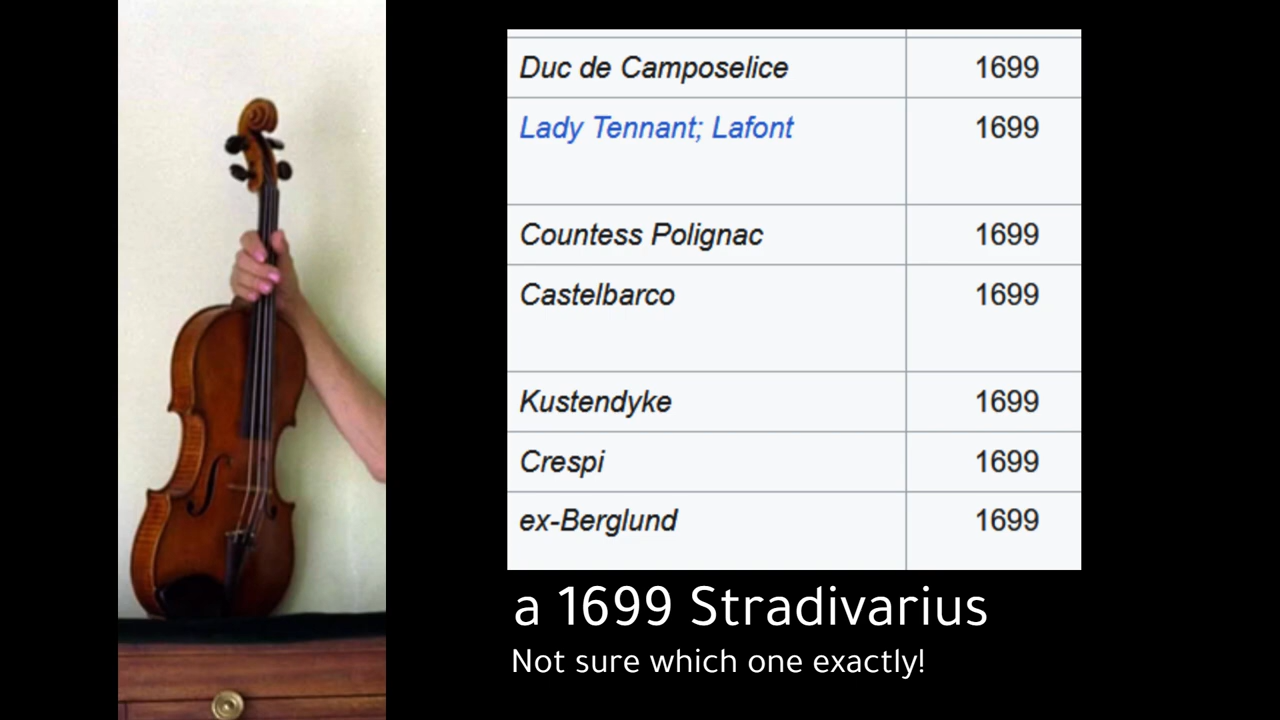 Duc de Camposelice 1699
Lady Tennant; Lafont 1699
Countess Polignac 1699
Castelbarco 1699
Kustendyke 1699
Crespi 1699
ex-Berglund 1699
a 1699 Stradivarius
Not sure which one exactly!